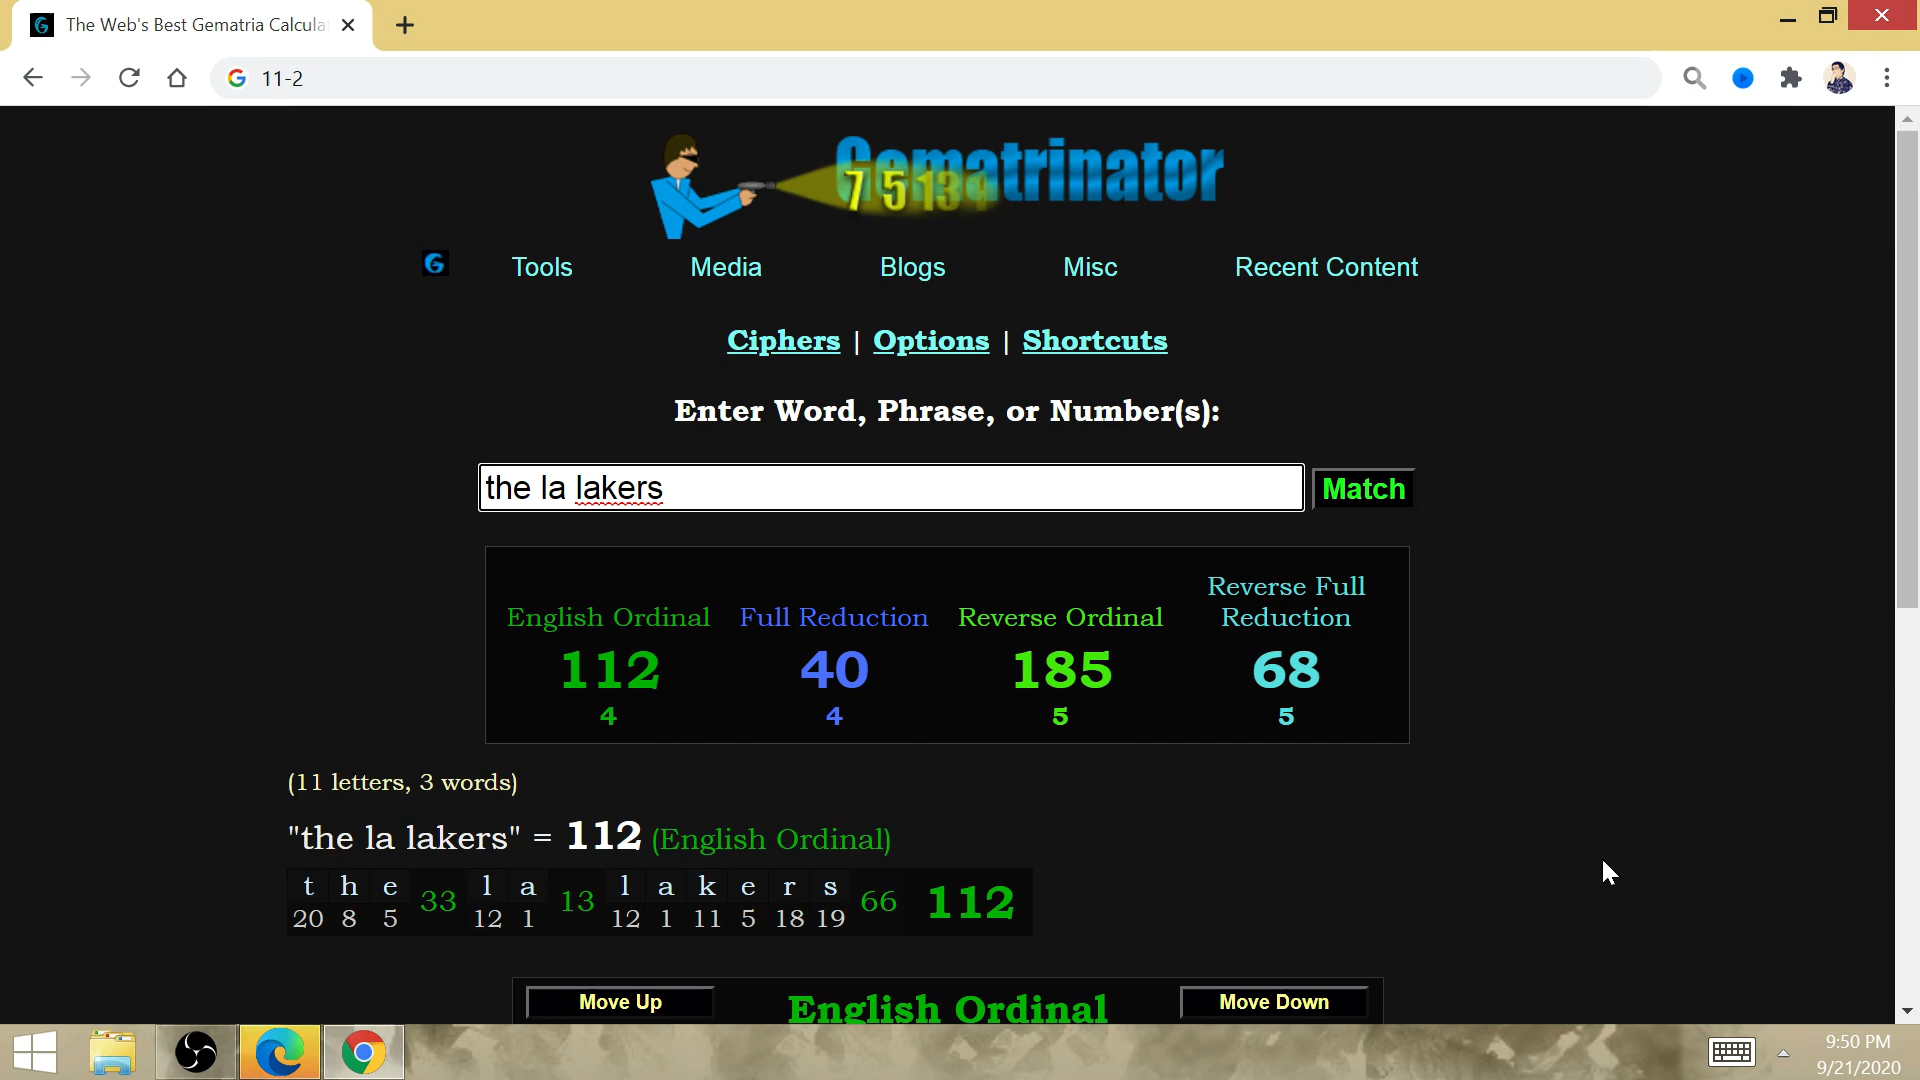 The Web's Best Gematria Calcula
11-2
Gematrinator
7 5 13 9
Tools Media Blogs Misc Recent Content
Ciphers | Options | Shortcuts
Enter Word, Phrase, or Number(s):
the la lakers Match
English Ordinal Full Reduction Reverse Ordinal Reverse Full Reduction
112 40 185 68
4 4 5 5
(11 letters, 3 words)
"the la lakers" = 112 (English Ordinal)
t h e 33 l a 13 l a k e r s 66 112
20 8 5 12 1 12 1 11 5 18 19
Move Up English Ordinal Move Down
9:50 PM
9/21/2020